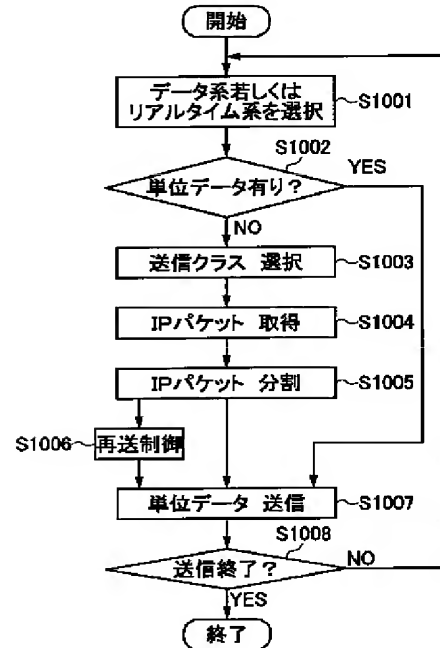 開始
データ系若しくは
リアルタイム系を選択
S1001
S1002
単位データ有り？
YES
NO
送信クラス 選択
S1003
IPパケット 取得
S1004
IPパケット 分割
S1005
S1006
再送制御
単位データ 送信
S1007
S1008
送信終了？
NO
YES
終了